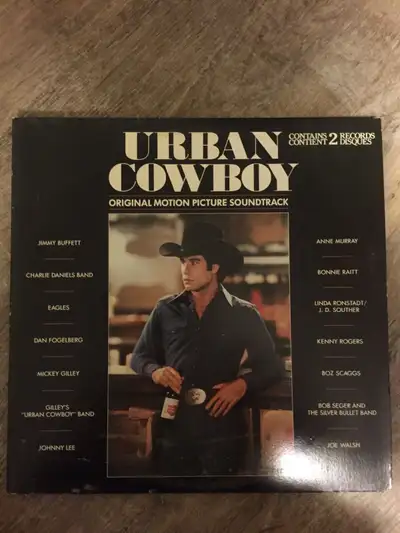 URBAN
COWBOY
CONTAINS 2 RECORDS
CONTIENT DISQUES
ORIGINAL MOTION PICTURE SOUNDTRACK
JIMMY BUFFETT
CHARLIE DANIELS BAND
EAGLES
DAN FOGELBERG
MICKEY GILLEY
GILLEY'S
"URBAN COWBOY" BAND
JOHNNY LEE
ANNE MURRAY
BONNIE RAITT
LINDA RONSTADT/
J. D. SOUTHER
KENNY ROGERS
BOZ SCAGGS
BOB SEGER AND
THE SILVER BULLET BAND
JOE WALSH